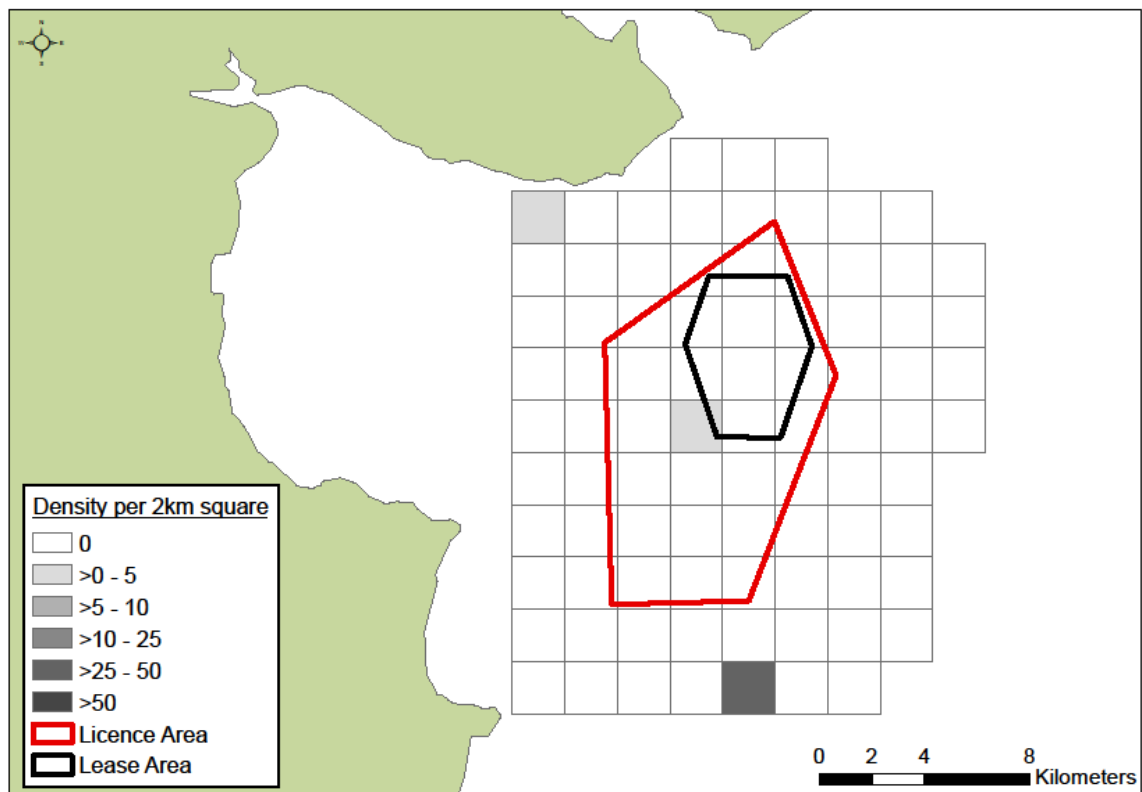 N
E
S
Density per 2km square
0
>0 - 5
>5 - 10
>10 - 25
>25 - 50
>50
Licence Area
Lease Area
0 2 4 8
Kilometers